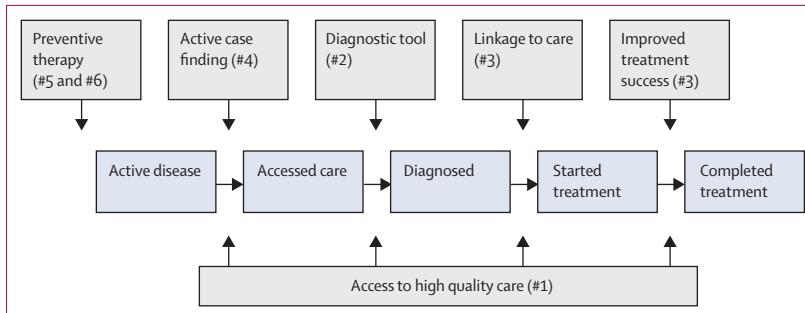 Preventive
therapy
(#5 and #6)
Active case
finding (#4)
Diagnostic tool
(#2)
Linkage to care
(#3)
Improved
treatment
success (#3)
Active disease
Accessed care
Diagnosed
Started
treatment
Completed
treatment
Access to high quality care (#1)